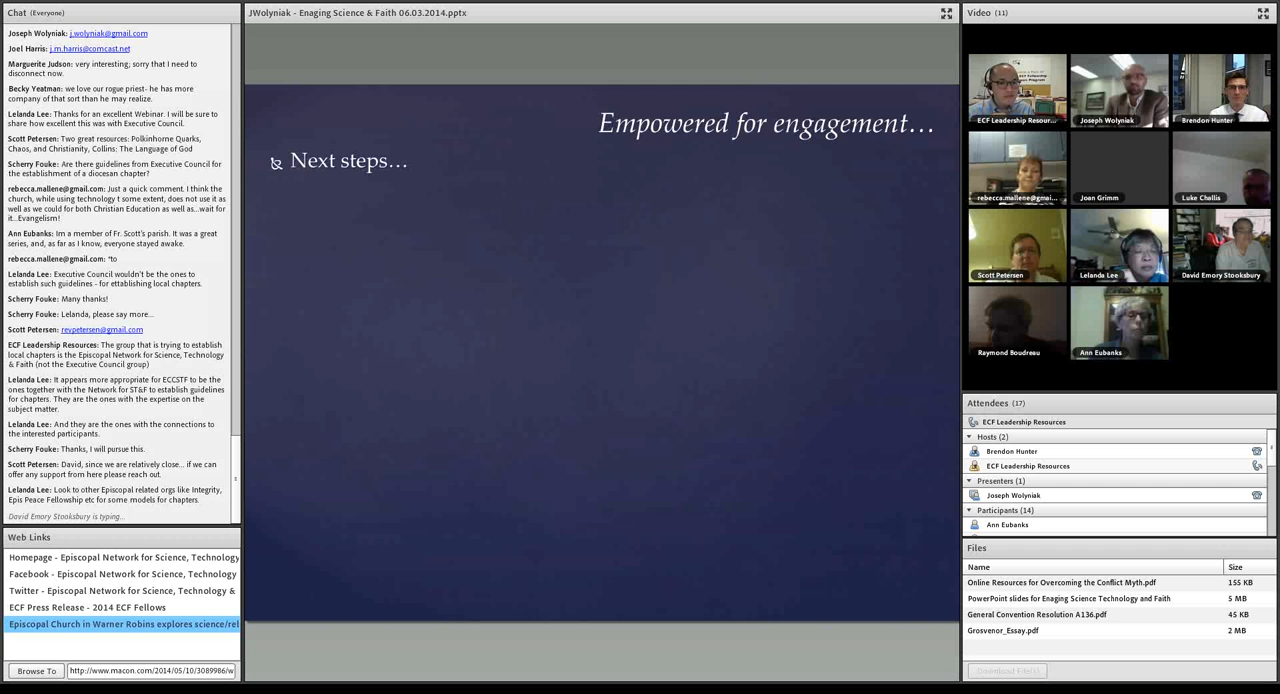 Chat (Everyone)
Joseph Wolyniak: j.wolyniak@gmail.com
Joel Harris: j.m.harris@comcast.net
Marguerite Judson: very interesting; sorry that I need to
disconnect now.
Becky Yeatman: we love our rogue priest- he has more
company of that sort than he may realize.
Lelanda Lee: Thanks for an excellent Webinar. I will be sure to
share how excellent this was with Executive Council.
Scott Petersen: Two great resources: Polkinhorne Quarks,
Chaos, and Christianity, Collins: The Language of God
Scherry Fouke: Are there guidelines from Executive Council for
the establishment of a diocesan chapter?
rebecca.mallene@gmail.com: Just a quick comment. I think the
church, while using technology t some extent, does not use it as
well as we could for both Christian Education as well as...wait for
it...Evangelism!
Ann Eubanks: Im a member of Fr. Scott's parish. It was a great
series, and, as far as I know, everyone stayed awake.
rebecca.mallene@gmail.com: *to
Lelanda Lee: Executive Council wouldn't be the ones to
establish such guidelines - for ettablishing local chapters.
Scherry Fouke: Many thanks!
Scherry Fouke: Lelanda, please say more...
Scott Petersen: revpetersen@gmail.com
ECF Leadership Resources: The group that is trying to establish
local chapters is the Episcopal Network for Science, Technology
& Faith (not the Executive Council group)
Lelanda Lee: It appears more appropriate for ECCSTF to be the
ones together with the Network for ST&F to establish guidelines
for chapters. They are the ones with the expertise on the
subject matter.
Lelanda Lee: And they are the ones with the connections to
the interested participants.
Scherry Fouke: Thanks, I will pursue this.
Scott Petersen: David, since we are relatively close... if we can
offer any support from here please reach out.
Lelanda Lee: Look to other Episcopal related orgs like Integrity,
Epis Peace Fellowship etc for some models for chapters.
David Emory Stooksbury is typing...
Web Links
Homepage - Episcopal Network for Science, Technology
Facebook - Episcopal Network for Science, Technology
Twitter - Episcopal Network for Science, Technology &
ECF Press Release - 2014 ECF Fellows
Episcopal Church in Warner Robins explores science/rel
Browse To
http://www.macon.com/2014/05/10/3089986/w
JWolyniak - Enaging Science & Faith 06.03.2014.pptx
Empowered for engagement...
Next steps...
Video (11)
ECF Leadership Resour...
Joseph Wolyniak
Brendon Hunter
rebecca.mallene@gmai...
Joan Grimm
Luke Challis
Scott Petersen
Lelanda Lee
David Emory Stooksbury
Raymond Boudreau
Ann Eubanks
Attendees (17)
ECF Leadership Resources
Hosts (2)
Brendon Hunter
ECF Leadership Resources
Presenters (1)
Joseph Wolyniak
Participants (14)
Ann Eubanks
Files
Name Size
Online Resources for Overcoming the Conflict Myth.pdf 155 KB
PowerPoint slides for Enaging Science Technology and Faith 5 MB
General Convention Resolution A136.pdf 45 KB
Grosvenor_Essay.pdf 2 MB
Download File(s)